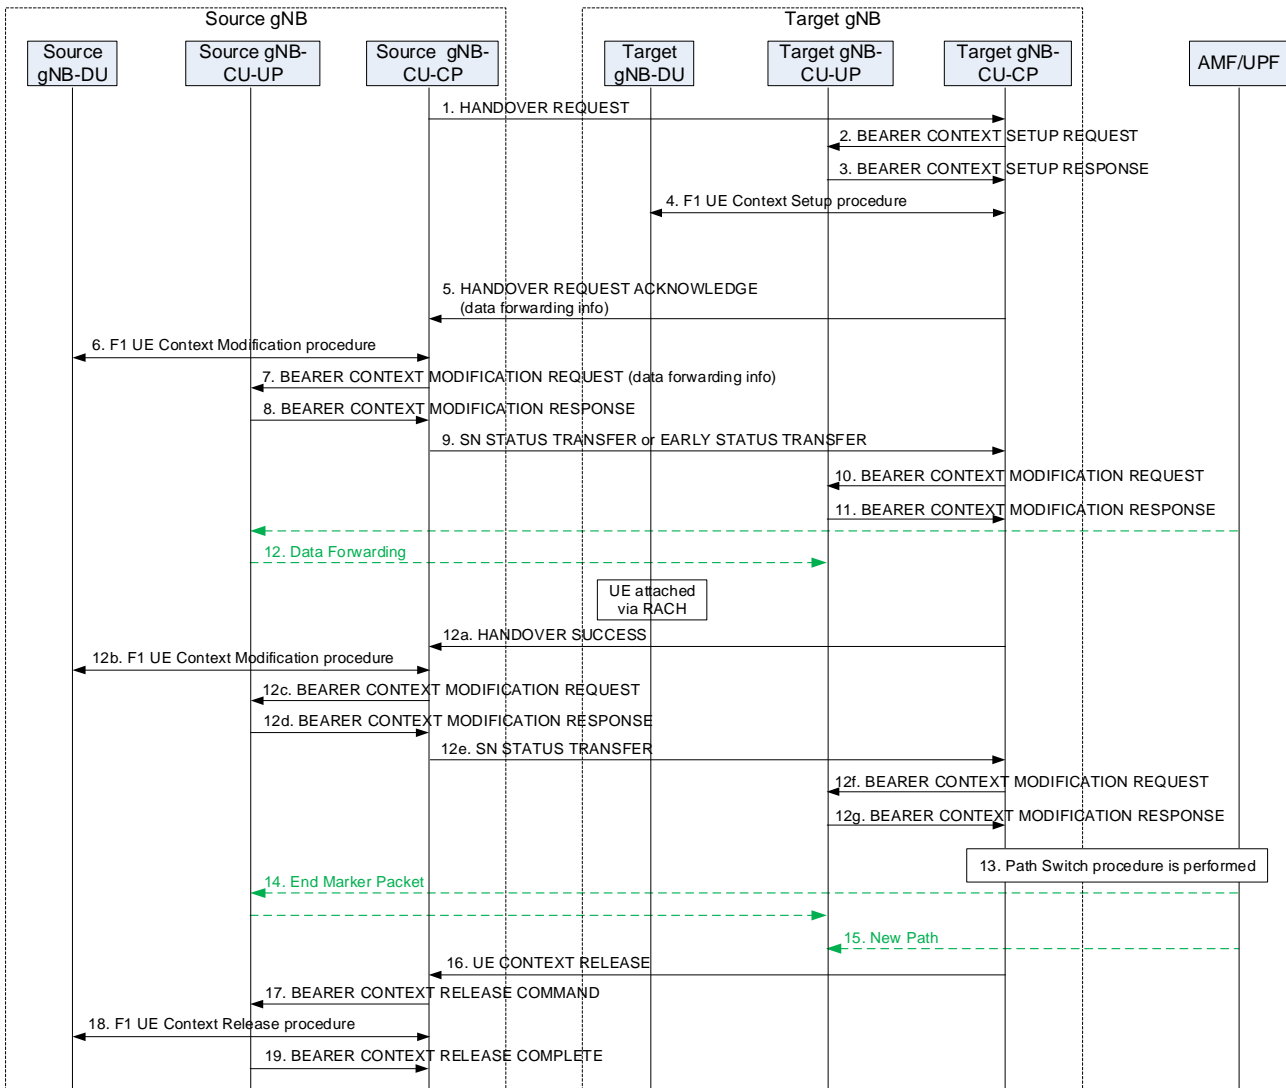 Source gNB
Target gNB
Source
gNB-DU
Source gNB-
CU-UP
Source gNB-
CU-CP
Target
gNB-DU
Target gNB-
CU-UP
Target gNB-
CU-CP
AMF/UPF
1. HANDOVER REQUEST
2. BEARER CONTEXT SETUP REQUEST
3. BEARER CONTEXT SETUP RESPONSE
4. F1 UE Context Setup procedure
5. HANDOVER REQUEST ACKNOWLEDGE
(data forwarding info)
6. F1 UE Context Modification procedure
7. BEARER CONTEXT MODIFICATION REQUEST (data forwarding info)
8. BEARER CONTEXT MODIFICATION RESPONSE
9. SN STATUS TRANSFER or EARLY STATUS TRANSFER
10. BEARER CONTEXT MODIFICATION REQUEST
11. BEARER CONTEXT MODIFICATION RESPONSE
12. Data Forwarding
UE attached
via RACH
12a. HANDOVER SUCCESS
12b. F1 UE Context Modification procedure
12c. BEARER CONTEXT MODIFICATION REQUEST
12d. BEARER CONTEXT MODIFICATION RESPONSE
12e. SN STATUS TRANSFER
12f. BEARER CONTEXT MODIFICATION REQUEST
12g. BEARER CONTEXT MODIFICATION RESPONSE
13. Path Switch procedure is performed
14. End Marker Packet
15. New Path
16. UE CONTEXT RELEASE
17. BEARER CONTEXT RELEASE COMMAND
18. F1 UE Context Release procedure
19. BEARER CONTEXT RELEASE COMPLETE